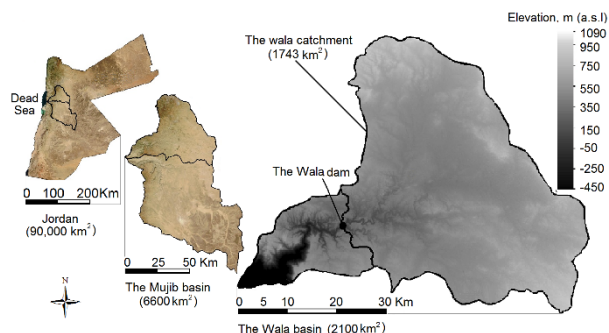 Elevation, m (a.s.l)
1090
950
750
550
350
150
-50
-250
-450
The wala catchment
(1743 km²)
Dead
Sea
The Wala dam
0 100 200Km
Jordan
(90,000 km²)
0 25 50 Km
The Mujib basin
(6600 km²)
N
0 5 10 20 30 Km
The Wala basin (2100 km²)